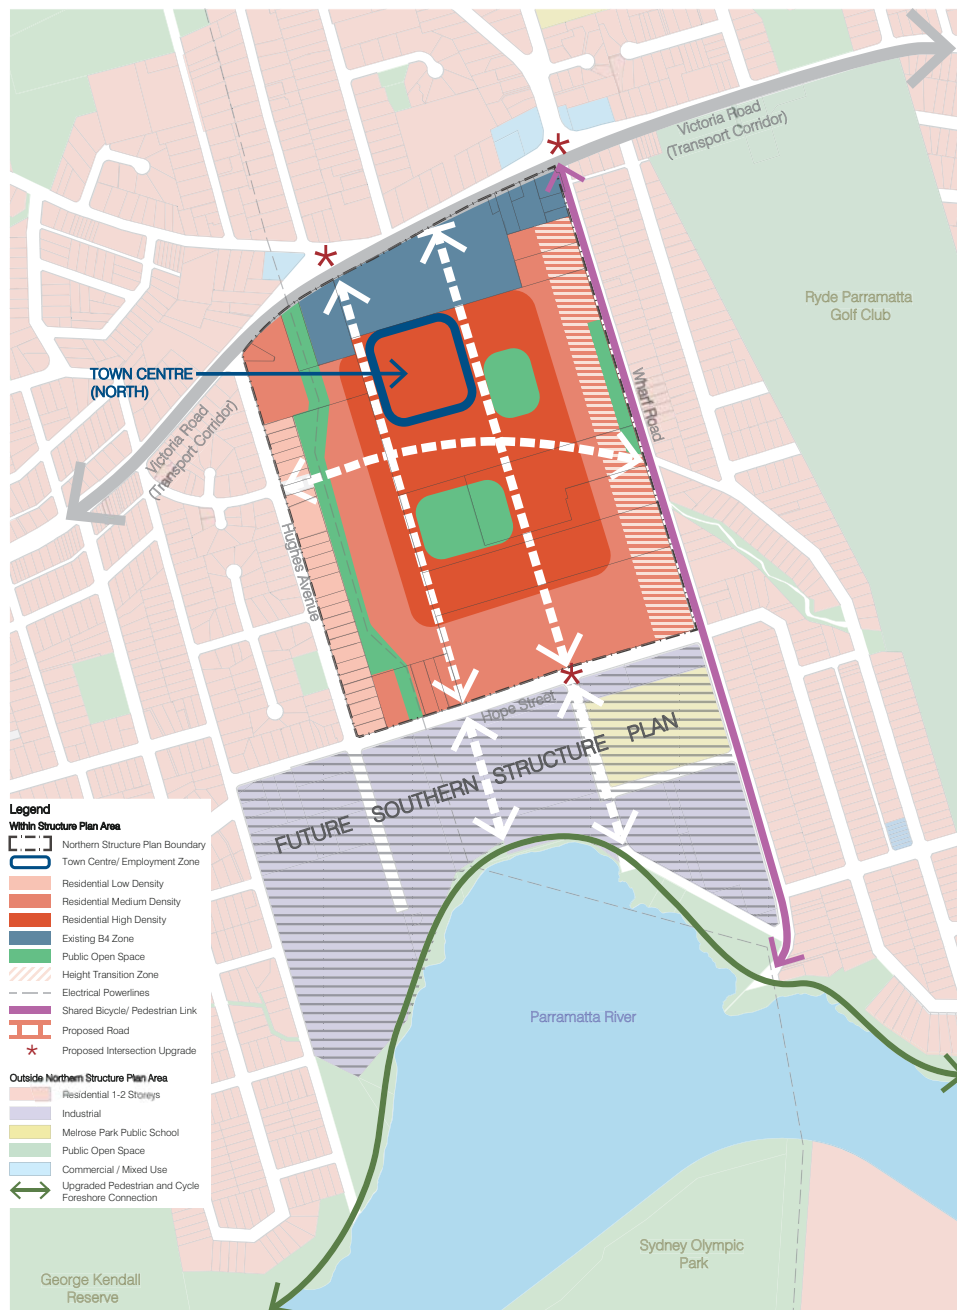 Victoria Road
(Transport Corridor)
Ryde Parramatta
Golf Club
TOWN CENTRE
(NORTH)
Wharf Road
Victoria Road
(Transport Corridor)
Hughes Avenue
Hope Street
FUTURE SOUTHERN STRUCTURE PLAN
Legend
Within Structure Plan Area
Northern Structure Plan Boundary
Town Centre/ Employment Zone
Residential Low Density
Residential Medium Density
Residential High Density
Existing B4 Zone
Public Open Space
Height Transition Zone
Electrical Powerlines
Shared Bicycle/ Pedestrian Link
Proposed Road
Proposed Intersection Upgrade
Outside Northern Structure Plan Area
Residential 1-2 Storeys
Industrial
Melrose Park Public School
Public Open Space
Commercial / Mixed Use
Upgraded Pedestrian and Cycle
Foreshore Connection
Parramatta River
Sydney Olympic
Park
George Kendall
Reserve